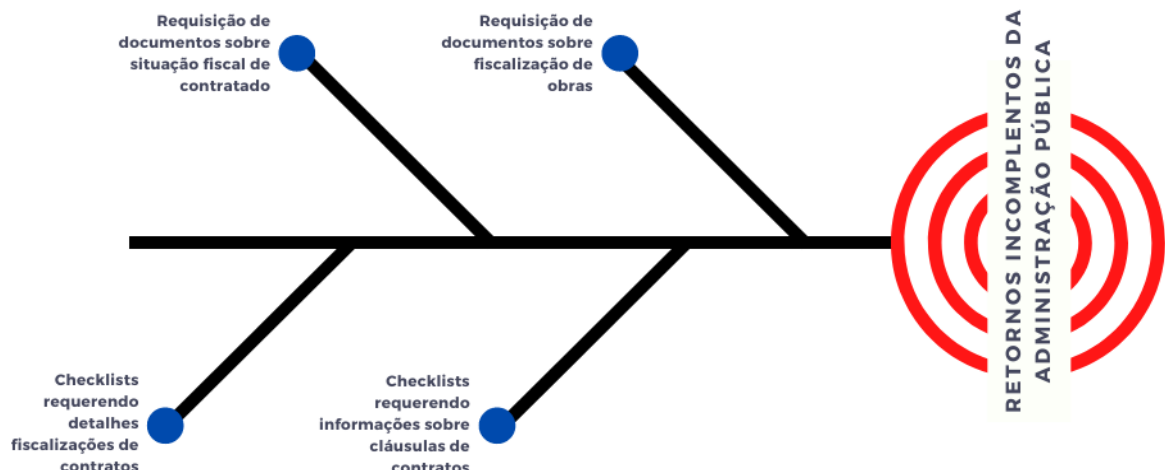 Requisição de
documentos sobre
situação fiscal de
contratado
Requisição de
documentos sobre
fiscalização de
obras
RETORNOS INCOMPLENTOS DA
ADMINISTRAÇÃO PÚBLICA
Checklists
requerendo
detalhes
fiscalizações de
contratos
Checklists
requerendo
informações sobre
cláusulas de
contratos